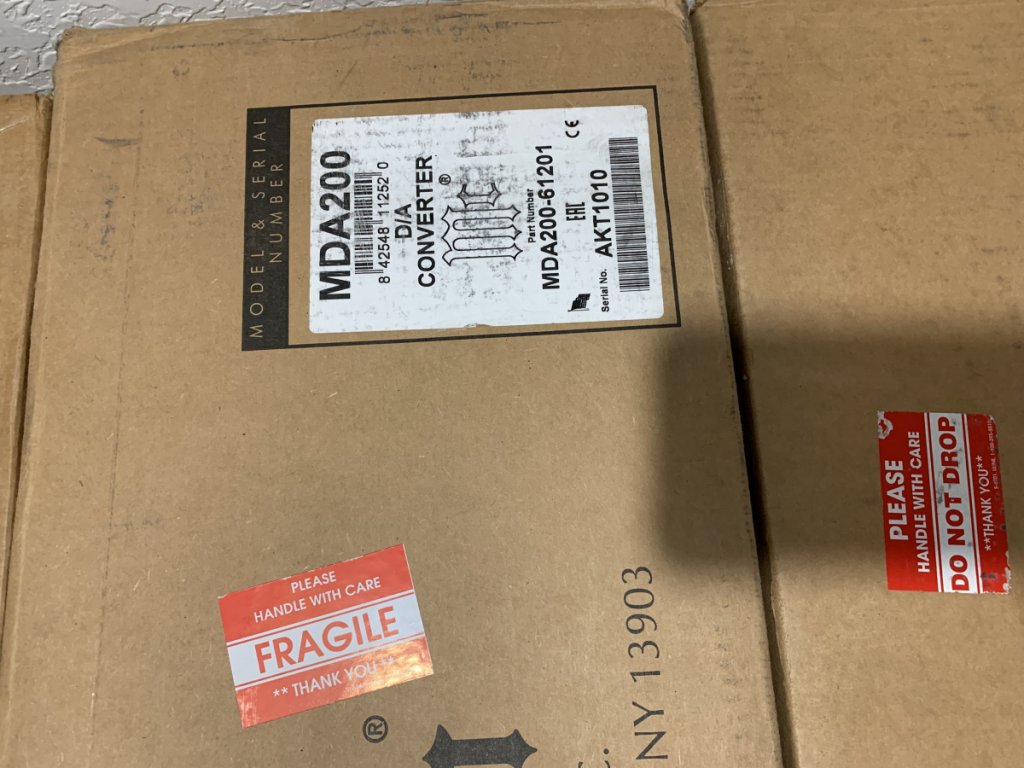 MODEL & SERIAL
NUMBER
MDA200
8 42548 11252 0
D/A
CONVERTER
®
Part Number
MDA200-61201
EAC
CE
Serial No. AKT1010
PLEASE
HANDLE WITH CARE
FRAGILE
** THANK YOU **
®
NY 13903
PLEASE
HANDLE WITH CARE
DO NOT DROP
**THANK YOU**